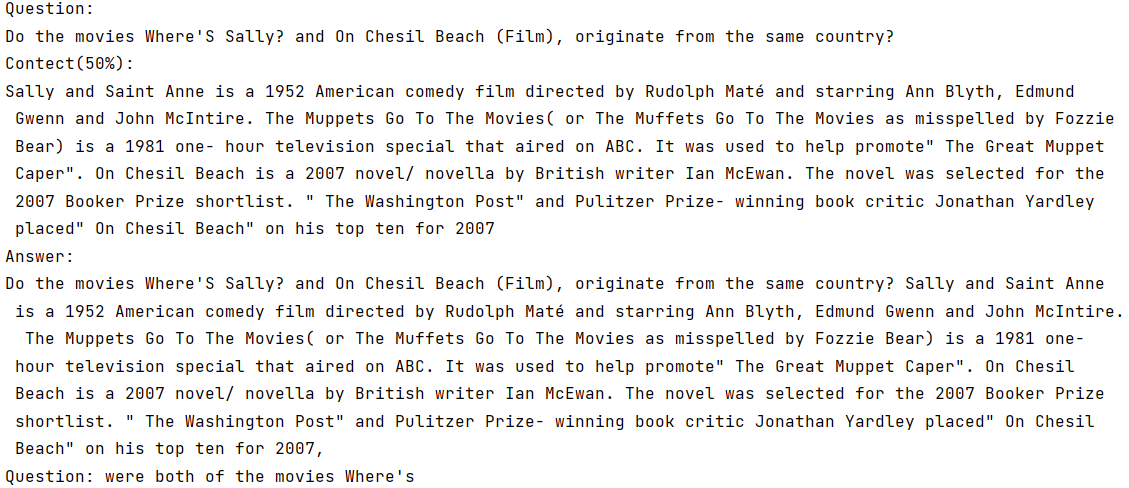 Question:
Do the movies Where'S Sally? and On Chesil Beach (Film), originate from the same country?
Contect(50%):
Sally and Saint Anne is a 1952 American comedy film directed by Rudolph Maté and starring Ann Blyth, Edmund
Gwenn and John McIntire. The Muppets Go To The Movies( or The Muffets Go To The Movies as misspelled by Fozzie
Bear) is a 1981 one- hour television special that aired on ABC. It was used to help promote" The Great Muppet
Caper". On Chesil Beach is a 2007 novel/ novella by British writer Ian McEwan. The novel was selected for the
2007 Booker Prize shortlist. " The Washington Post" and Pulitzer Prize- winning book critic Jonathan Yardley
placed" On Chesil Beach" on his top ten for 2007
Answer:
Do the movies Where'S Sally? and On Chesil Beach (Film), originate from the same country? Sally and Saint Anne
is a 1952 American comedy film directed by Rudolph Maté and starring Ann Blyth, Edmund Gwenn and John McIntire.
The Muppets Go To The Movies( or The Muffets Go To The Movies as misspelled by Fozzie Bear) is a 1981 one-
hour television special that aired on ABC. It was used to help promote" The Great Muppet Caper". On Chesil
Beach is a 2007 novel/ novella by British writer Ian McEwan. The novel was selected for the 2007 Booker Prize
shortlist. " The Washington Post" and Pulitzer Prize- winning book critic Jonathan Yardley placed" On Chesil
Beach" on his top ten for 2007,
Question: were both of the movies Where's